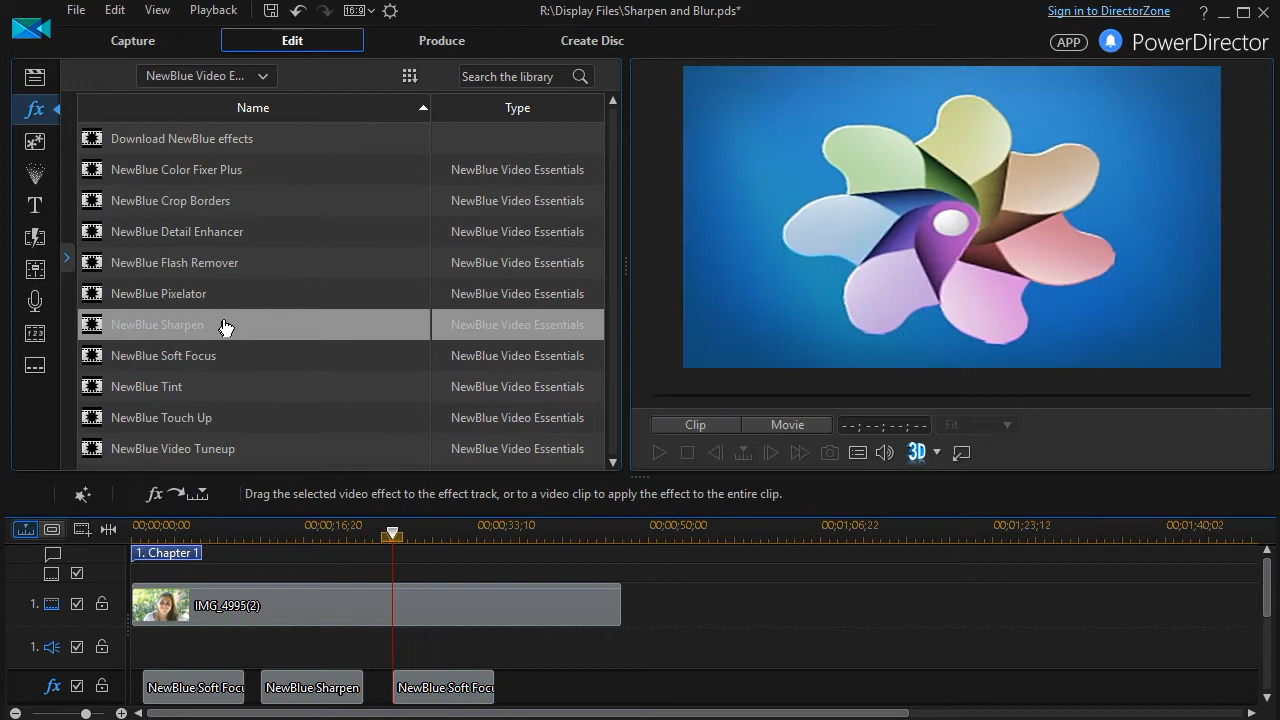 File Edit View Playback 16:9 R:\Display Files\Sharpen and Blur.pds* Sign in to DirectorZone ?
Capture Edit Produce Create Disc APP PowerDirector
NewBlue Video E... Search the library
Name Type
Download NewBlue effects
NewBlue Color Fixer Plus NewBlue Video Essentials
NewBlue Crop Borders NewBlue Video Essentials
NewBlue Detail Enhancer NewBlue Video Essentials
NewBlue Flash Remover NewBlue Video Essentials
NewBlue Pixelator NewBlue Video Essentials
NewBlue Sharpen NewBlue Video Essentials
NewBlue Soft Focus NewBlue Video Essentials
NewBlue Tint NewBlue Video Essentials
NewBlue Touch Up NewBlue Video Essentials
NewBlue Video Tuneup NewBlue Video Essentials
fx
T
123
Clip Movie --;--;--;-- Fit
3D
fx Drag the selected video effect to the effect track, or to a video clip to apply the effect to the entire clip.
00;00;00;00 00;00;16;20 00;00;33;10 00;00;50;00 00;01;06;22 00;01;23;12 00;01;40;02
1. Chapter 1
1. IMG_4995(2)
1.
fx NewBlue Soft Focu NewBlue Sharpen NewBlue Soft Focu